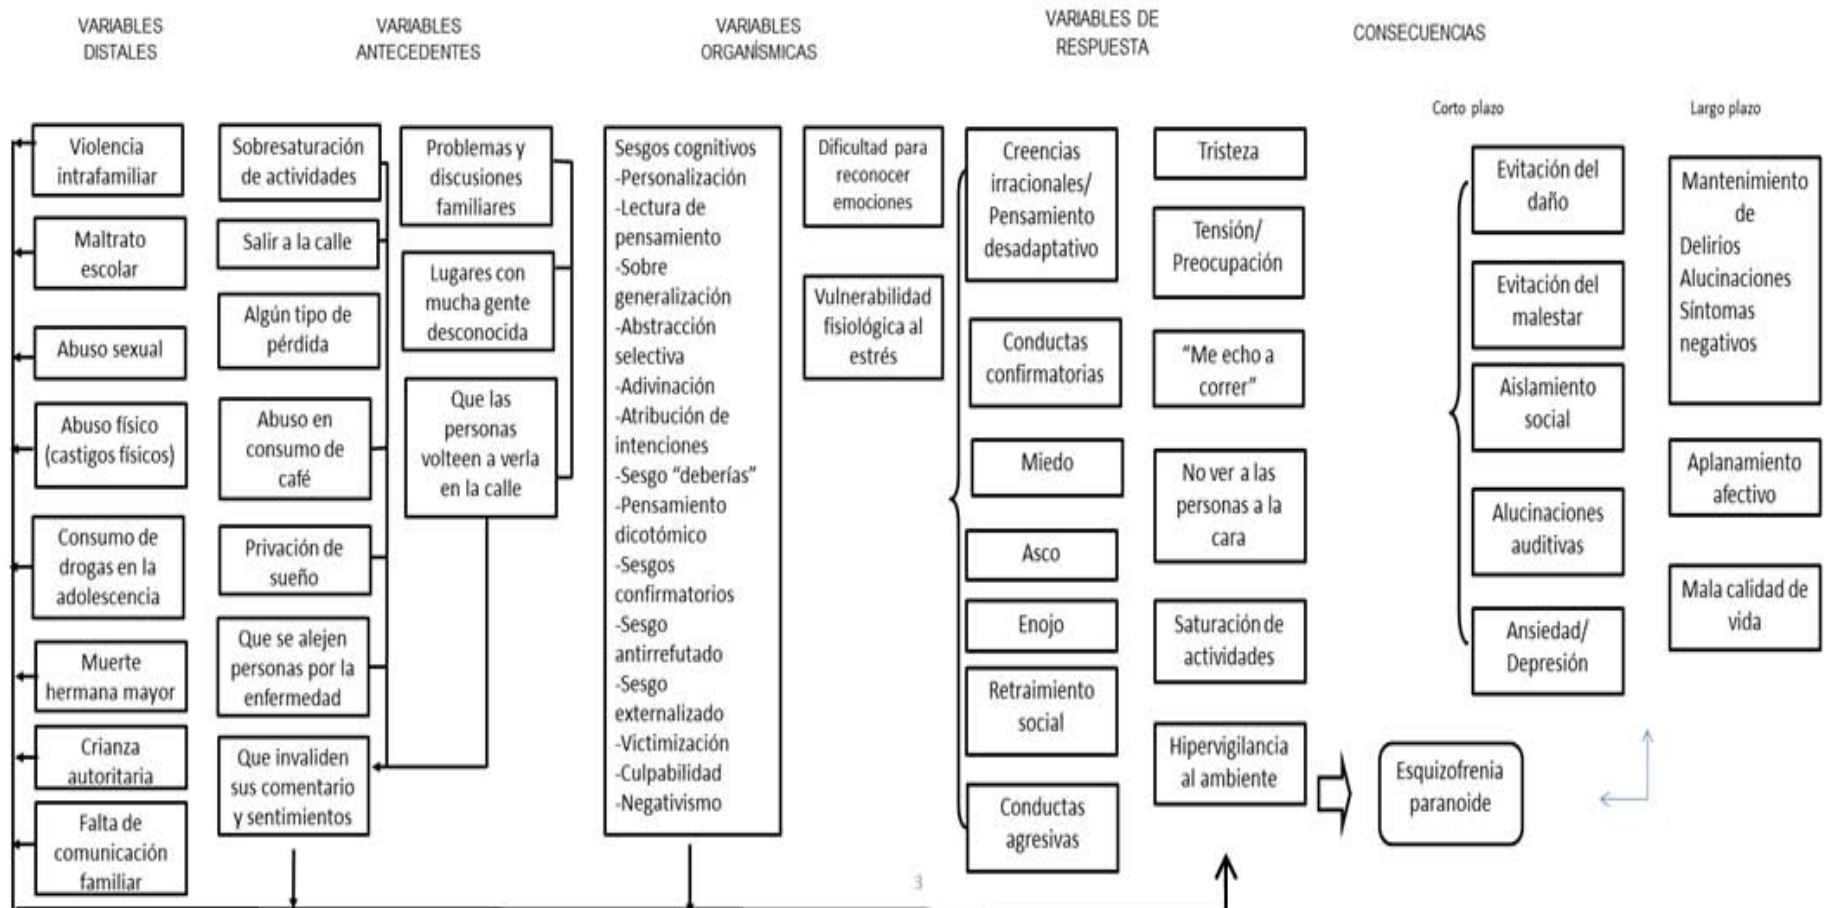 VARIABLES
DISTALES
VARIABLES
ANTECEDENTES
VARIABLES
ORGANÍSMICAS
VARIABLES DE
RESPUESTA
CONSECUENCIAS
Corto plazo
Largo plazo
Violencia
intrafamiliar
Maltrato
escolar
Abuso sexual
Abuso físico
(castigos físicos)
Consumo de
drogas en la
adolescencia
Muerte
hermana mayor
Crianza
autoritaria
Falta de
comunicación
familiar
Sobresaturación
de actividades
Salir a la calle
Algún tipo de
pérdida
Abuso en
consumo de
café
Privación de
sueño
Que se alejen
personas por la
enfermedad
Que invaliden
sus comentario
y sentimientos
Problemas y
discusiones
familiares
Lugares con
mucha gente
desconocida
Que las
personas
volteen a verla
en la calle
Sesgos cognitivos
-Personalización
-Lectura de
pensamiento
-Sobre
generalización
-Abstracción
selectiva
-Adivinación
-Atribución de
intenciones
-Sesgo “deberías”
-Pensamiento
dicotómico
-Sesgos
confirmatorios
-Sesgo
antirrefutado
-Sesgo
externalizado
-Victimización
-Culpabilidad
-Negativismo
Dificultad para
reconocer
emociones
Vulnerabilidad
fisiológica al
estrés
Creencias
irracionales/
Pensamiento
desadaptativo
Conductas
confirmatorias
Miedo
Asco
Enojo
Retraimiento
social
Conductas
agresivas
Tristeza
Tensión/
Preocupación
“Me echo a
correr”
No ver a las
personas a la
cara
Saturación de
actividades
Hipervigilancia
al ambiente
Esquizofrenia
paranoide
Evitación del
daño
Evitación del
malestar
Aislamiento
social
Alucinaciones
auditivas
Ansiedad/
Depresión
Mantenimiento
de
Delirios
Alucinaciones
Síntomas
negativos
Aplanamiento
afectivo
Mala calidad de
vida
3